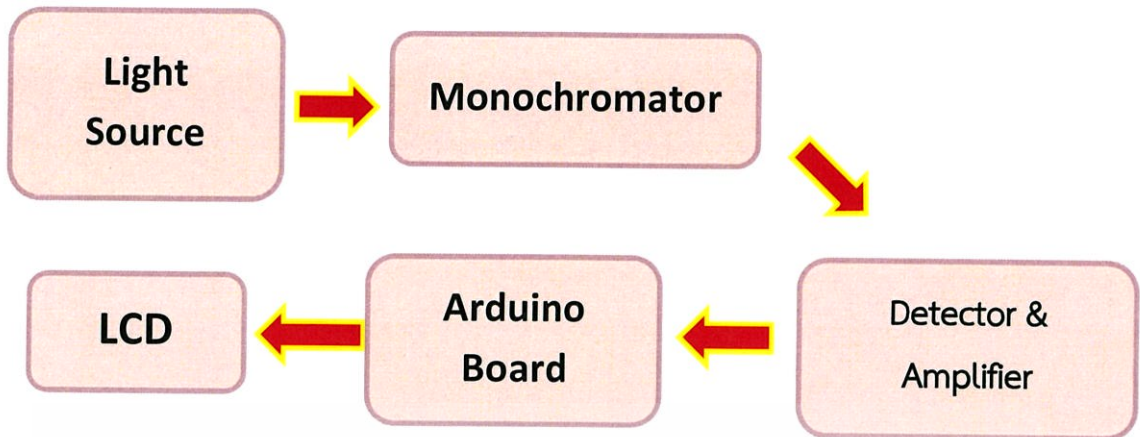 Light
Source
Monochromator
Detector &
Amplifier
Arduino
Board
LCD